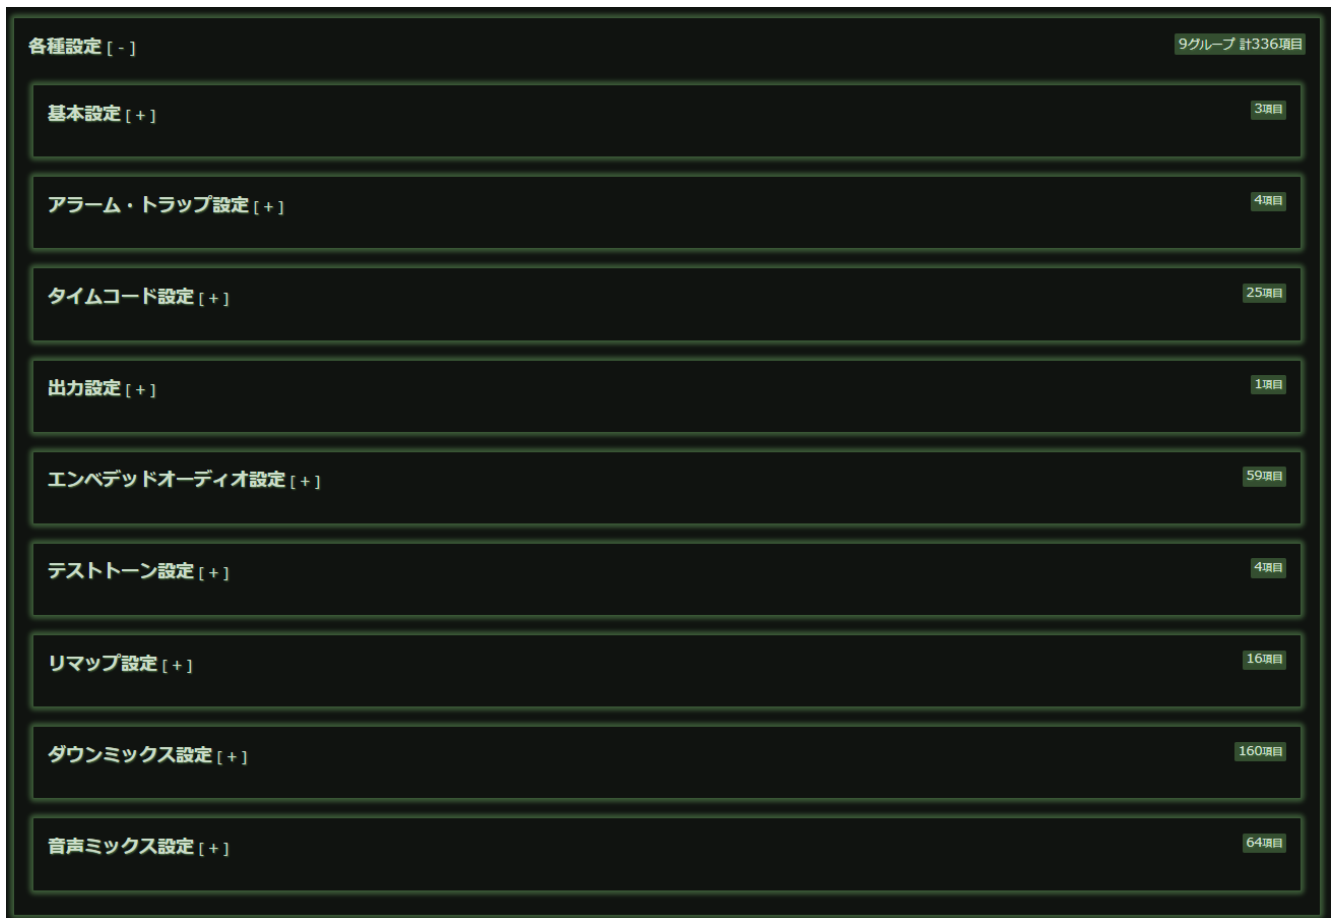 各種設定 [ - ] 9グループ 計336項目
基本設定 [ + ] 3項目
アラーム・トラップ設定 [ + ] 4項目
タイムコード設定 [ + ] 25項目
出力設定 [ + ] 1項目
エンベデッドオーディオ設定 [ + ] 59項目
テストトーン設定 [ + ] 4項目
リマップ設定 [ + ] 16項目
ダウンミックス設定 [ + ] 160項目
音声ミックス設定 [ + ] 64項目